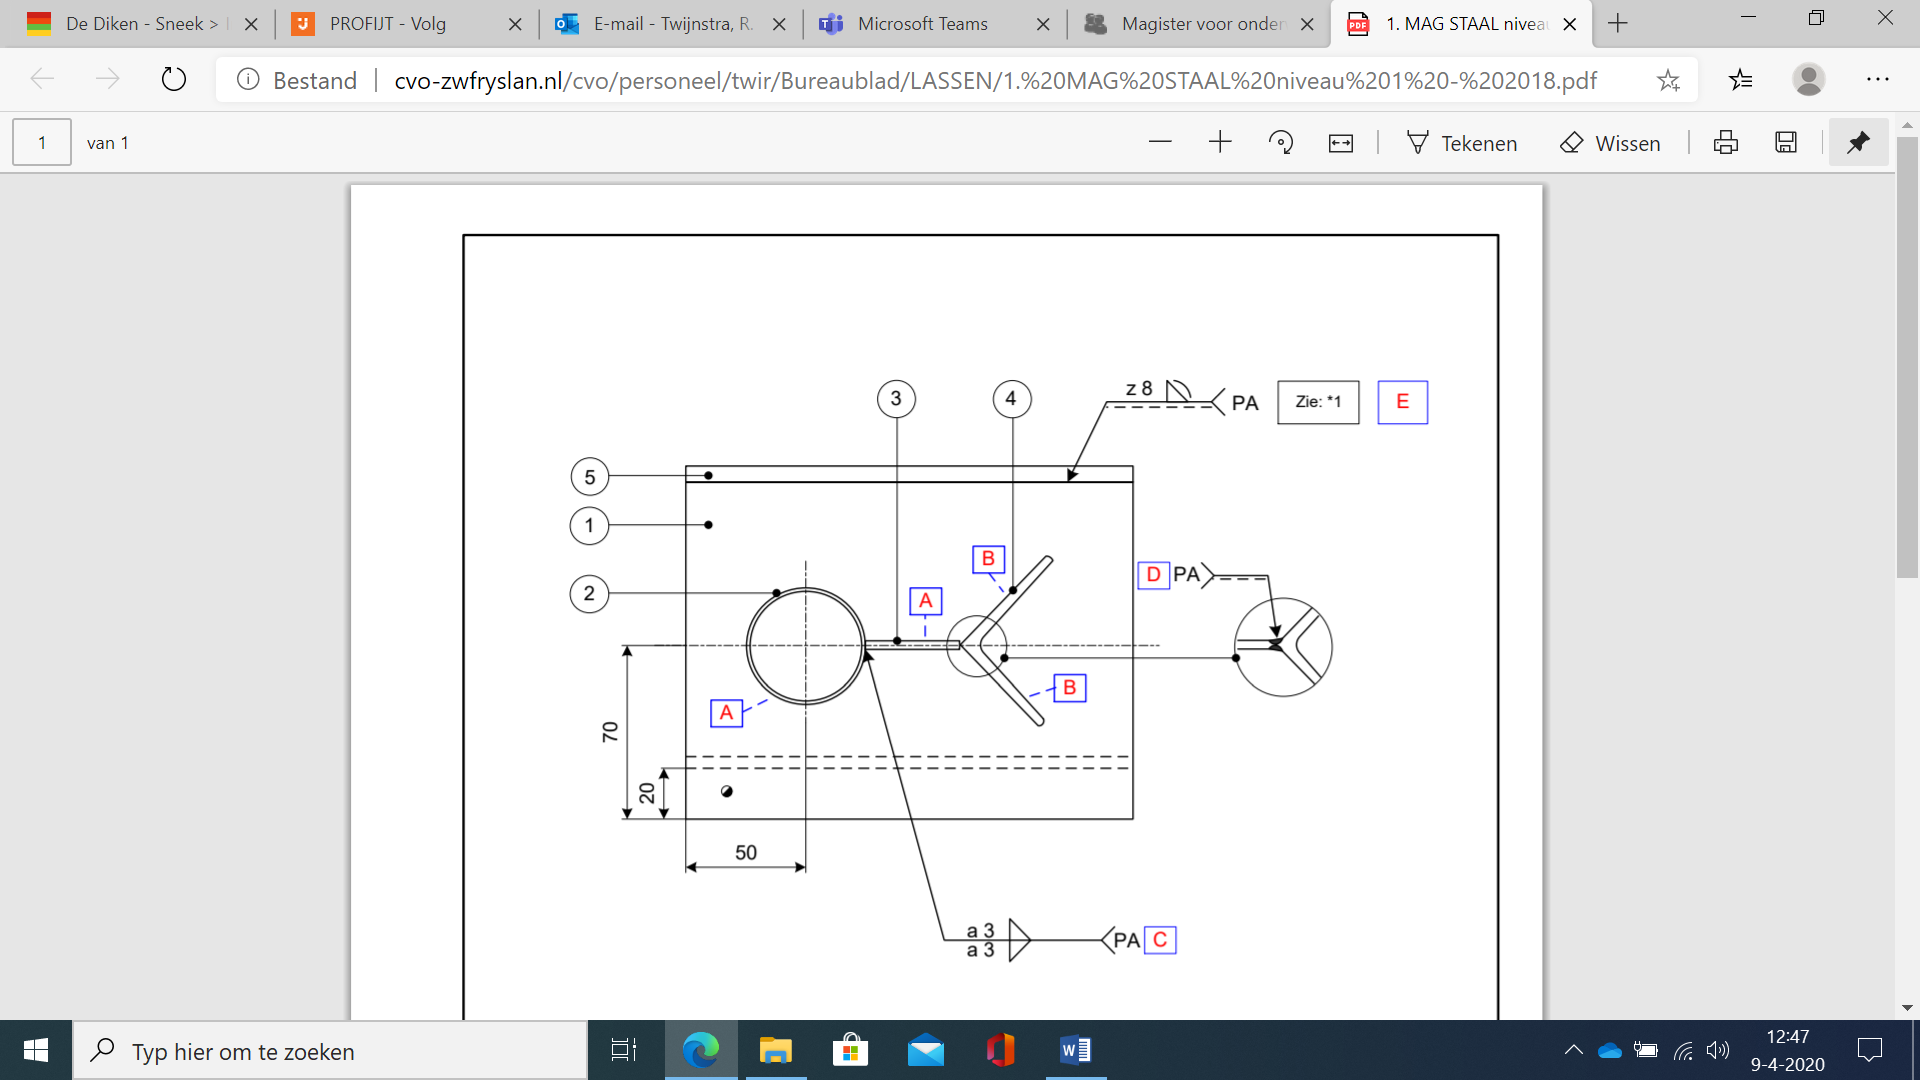 De Diken - Sneek >
PROFIJT - Volg
E-mail - Twijnstra, R.
Microsoft Teams
Magister voor onder
1. MAG STAAL niveau
Bestand
cvo-zwfryslan.nl/cvo/personeel/twir/Bureaublad/LASSEN/1.%20MAG%20STAAL%20niveau%201%20-%202018.pdf
1 van 1
Tekenen
Wissen
3
4
z 8
PA
Zie: *1
E
5
1
2
B
A
D PA
B
A
70
20
50
a 3
a 3
PA C
Typ hier om te zoeken
12:47
9-4-2020